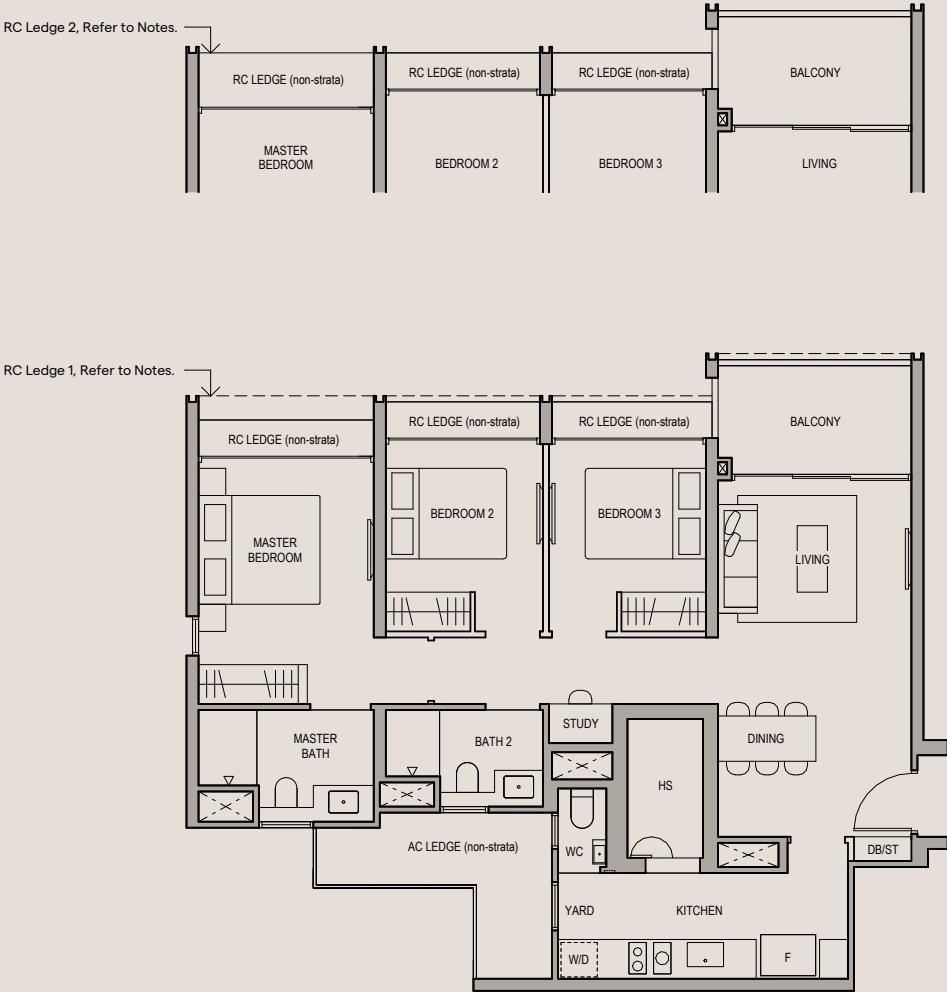 RC Ledge 2, Refer to Notes.
RC LEDGE (non-strata)
RC LEDGE (non-strata)
RC LEDGE (non-strata)
BALCONY
MASTER
BEDROOM
BEDROOM 2
BEDROOM 3
LIVING
RC Ledge 1, Refer to Notes.
RC LEDGE (non-strata)
RC LEDGE (non-strata)
RC LEDGE (non-strata)
BALCONY
MASTER
BEDROOM
BEDROOM 2
BEDROOM 3
LIVING
MASTER
BATH
BATH 2
STUDY
DINING
HS
AC LEDGE (non-strata)
WC
DB/ST
YARD
KITCHEN
W/D
F